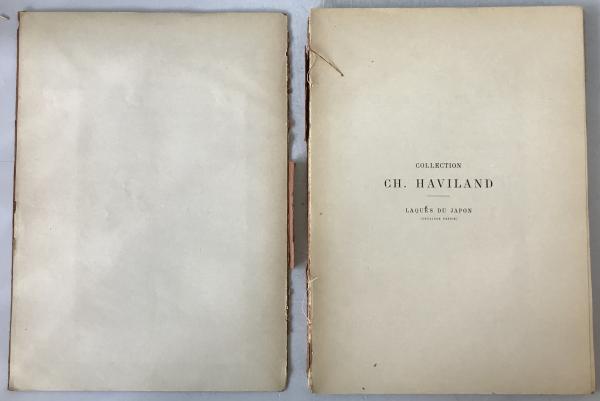 COLLECTION
CH. HAVILAND
LAQUES DU JAPON